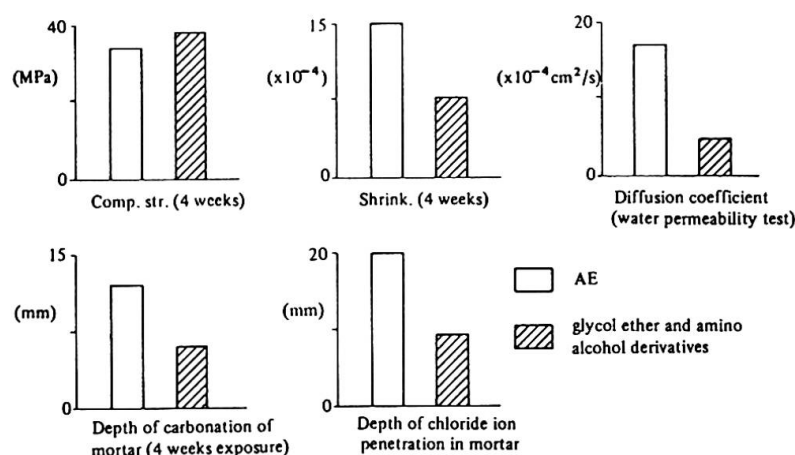 40
(MPa)
0
Comp. str. (4 weeks)
15
(x10⁻⁴)
0
Shrink. (4 weeks)
20
(x10⁻⁴cm²/s)
0
Diffusion coefficient
(water permeability test)
15
(mm)
0
Depth of carbonation of
mortar (4 weeks exposure)
20
(mm)
0
Depth of chloride ion
penetration in mortar
AE
glycol ether and amino
alcohol derivatives